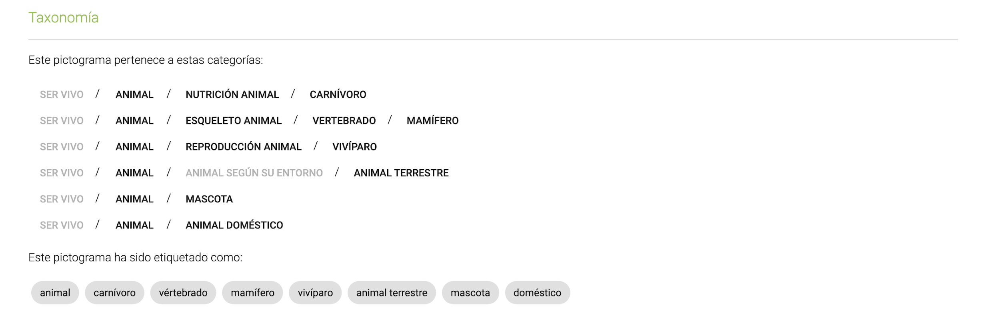 Taxonomía
Este pictograma pertenece a estas categorías:
SER VIVO / ANIMAL / NUTRICIÓN ANIMAL / CARNÍVORO
SER VIVO / ANIMAL / ESQUELETO ANIMAL / VERTEBRADO / MAMÍFERO
SER VIVO / ANIMAL / REPRODUCCIÓN ANIMAL / VIVÍPARO
SER VIVO / ANIMAL / ANIMAL SEGÚN SU ENTORNO / ANIMAL TERRESTRE
SER VIVO / ANIMAL / MASCOTA
SER VIVO / ANIMAL / ANIMAL DOMÉSTICO
Este pictograma ha sido etiquetado como:
animal carnívoro vértebrado mamífero vivíparo animal terrestre mascota doméstico